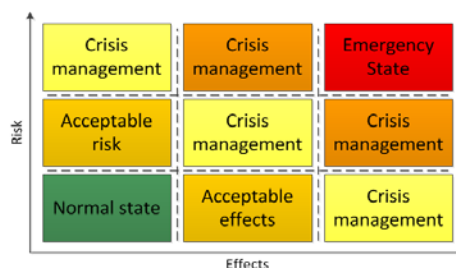 Crisis
management
Crisis
management
Emergency
State
Acceptable
risk
Crisis
management
Crisis
management
Normal state
Acceptable
effects
Crisis
management
Risk
Effects